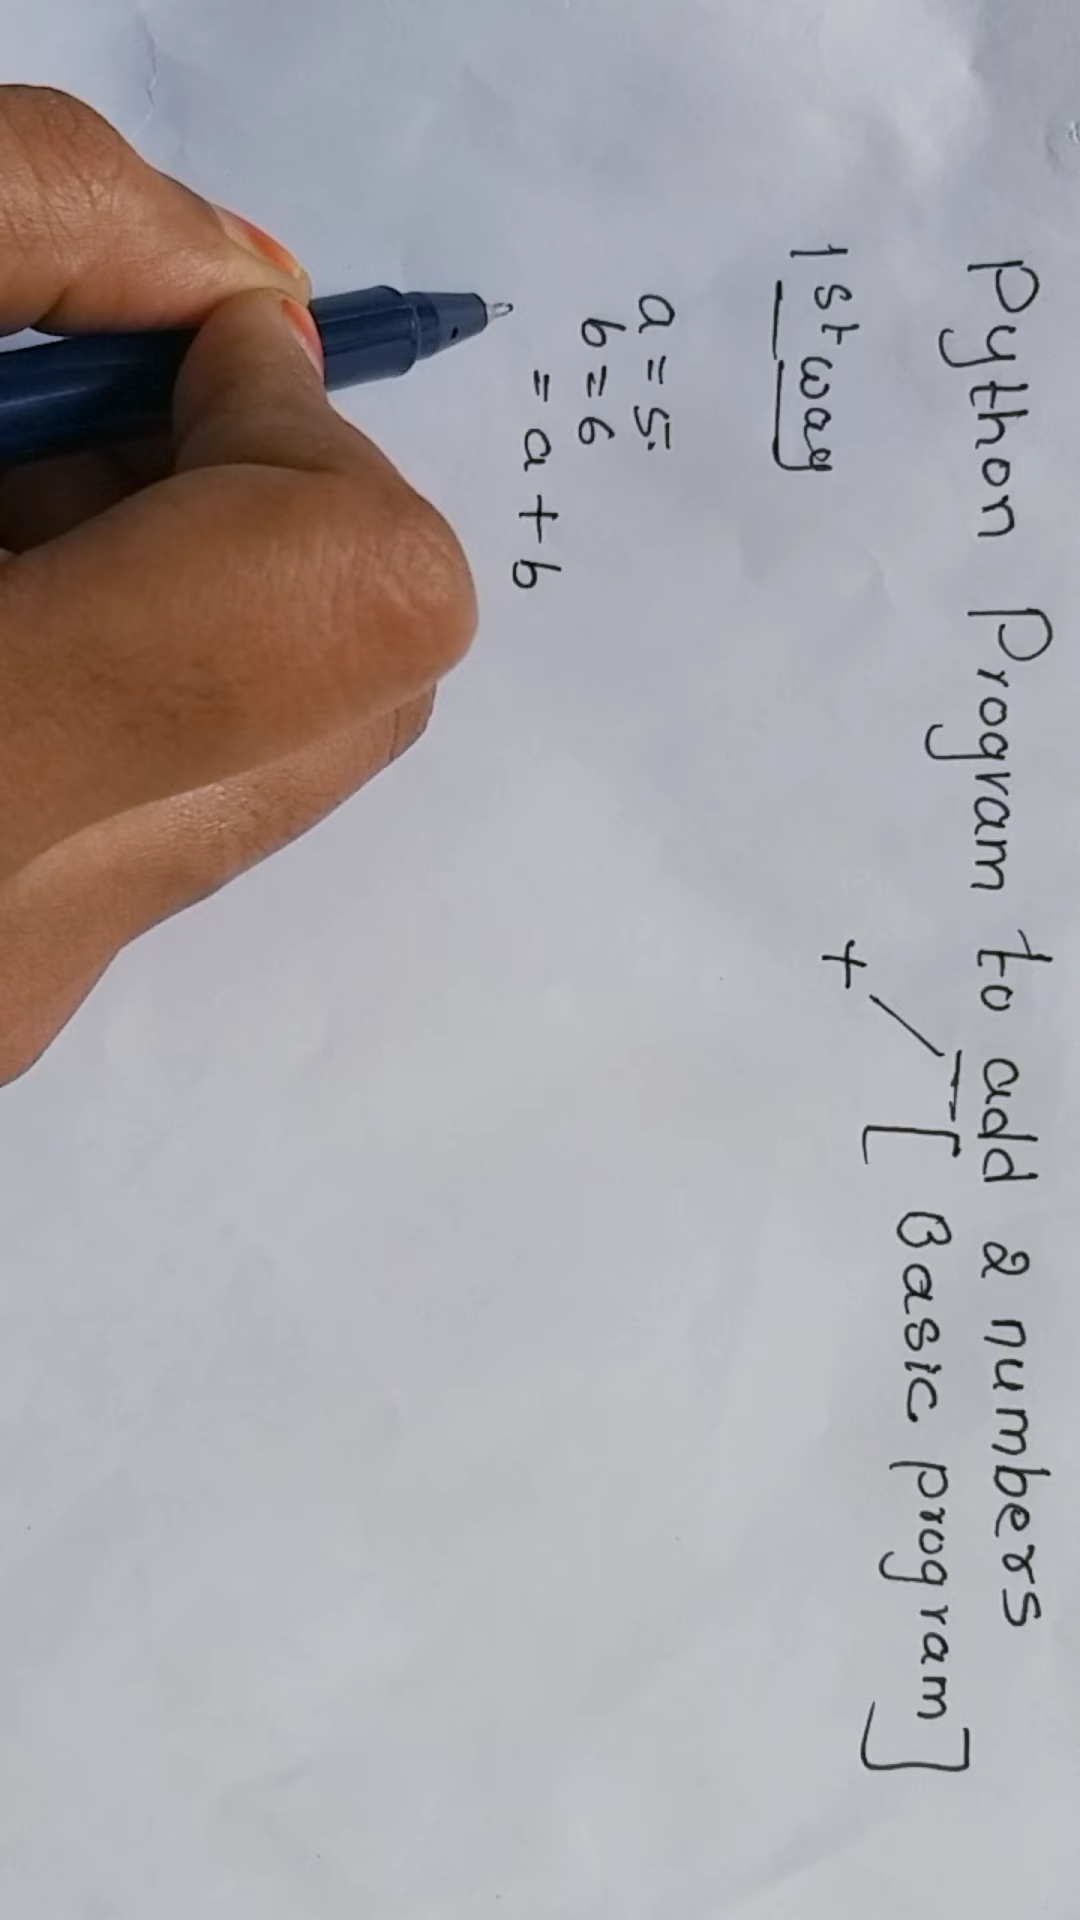 Python Program to add 2 numbers
+ [ Basic program ]
1st way
a = 5.
b = 6
= a + b